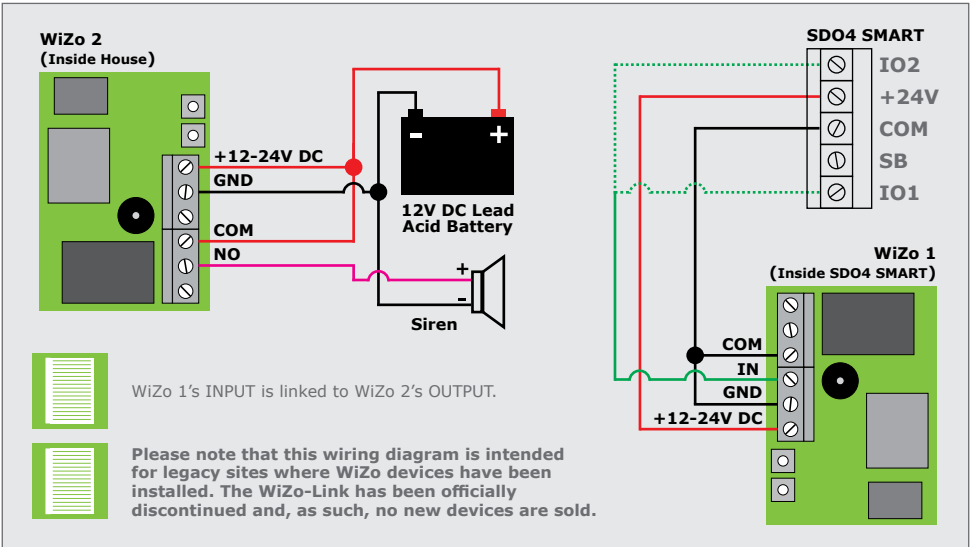 WiZo 2
(Inside House)
+12-24V DC
GND
COM
NO
-
+
12V DC Lead
Acid Battery
+
-
Siren
SDO4 SMART
IO2
+24V
COM
SB
IO1
WiZo 1
(Inside SDO4 SMART)
COM
IN
GND
+12-24V DC
WiZo 1’s INPUT is linked to WiZo 2’s OUTPUT.
Please note that this wiring diagram is intended
for legacy sites where WiZo devices have been
installed. The WiZo-Link has been officially
discontinued and, as such, no new devices are sold.